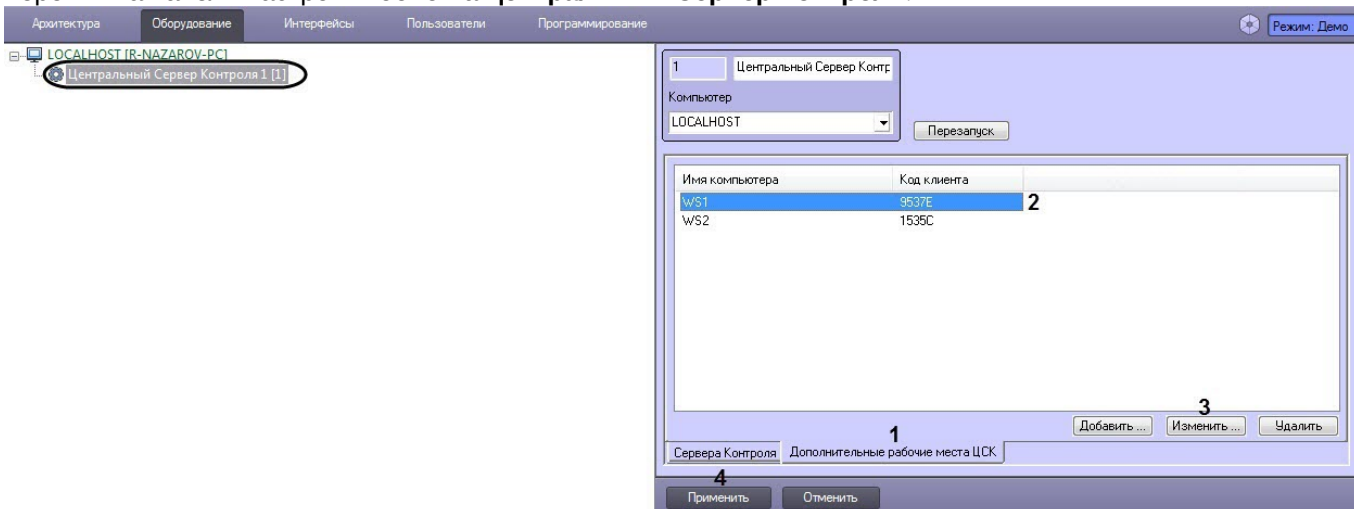 Архитектура Оборудование Интерфейсы Пользователи Программирование Режим: Демо
LOCALHOST [R-NAZAROV-PC]
Центральный Сервер Контроля 1 [1]
1 Центральный Сервер Контр
Компьютер
LOCALHOST
Перезапуск
Имя компьютера Код клиента
WS1 9537E 2
WS2 1535C
3
Добавить ... Изменить ... Удалить
1
Сервера Контроля Дополнительные рабочие места ЦСК
4
Применить Отменить